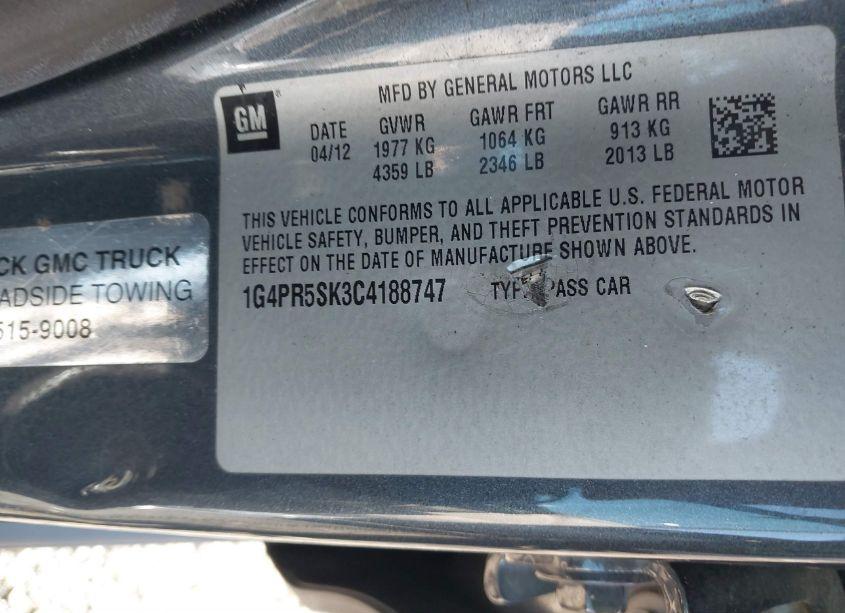 MFD BY GENERAL MOTORS LLC
GM
DATE GVWR GAWR FRT GAWR RR
04/12 1977 KG 1064 KG 913 KG
4359 LB 2346 LB 2013 LB
THIS VEHICLE CONFORMS TO ALL APPLICABLE U.S. FEDERAL MOTOR
VEHICLE SAFETY, BUMPER, AND THEFT PREVENTION STANDARDS IN
EFFECT ON THE DATE OF MANUFACTURE SHOWN ABOVE.
1G4PR5SK3C4188747 PASS CAR
CK GMC TRUCK
ADSIDE TOWING
515-9008